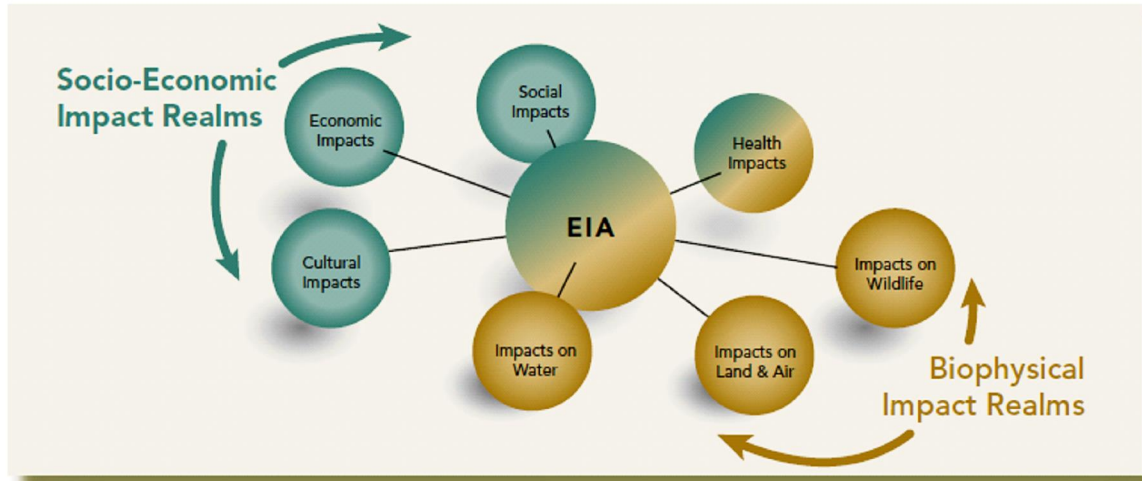 Socio-Economic
Impact Realms
Economic
Impacts
Social
Impacts
Health
Impacts
EIA
Cultural
Impacts
Impacts on
Wildlife
Impacts on
Water
Impacts on
Land & Air
Biophysical
Impact Realms